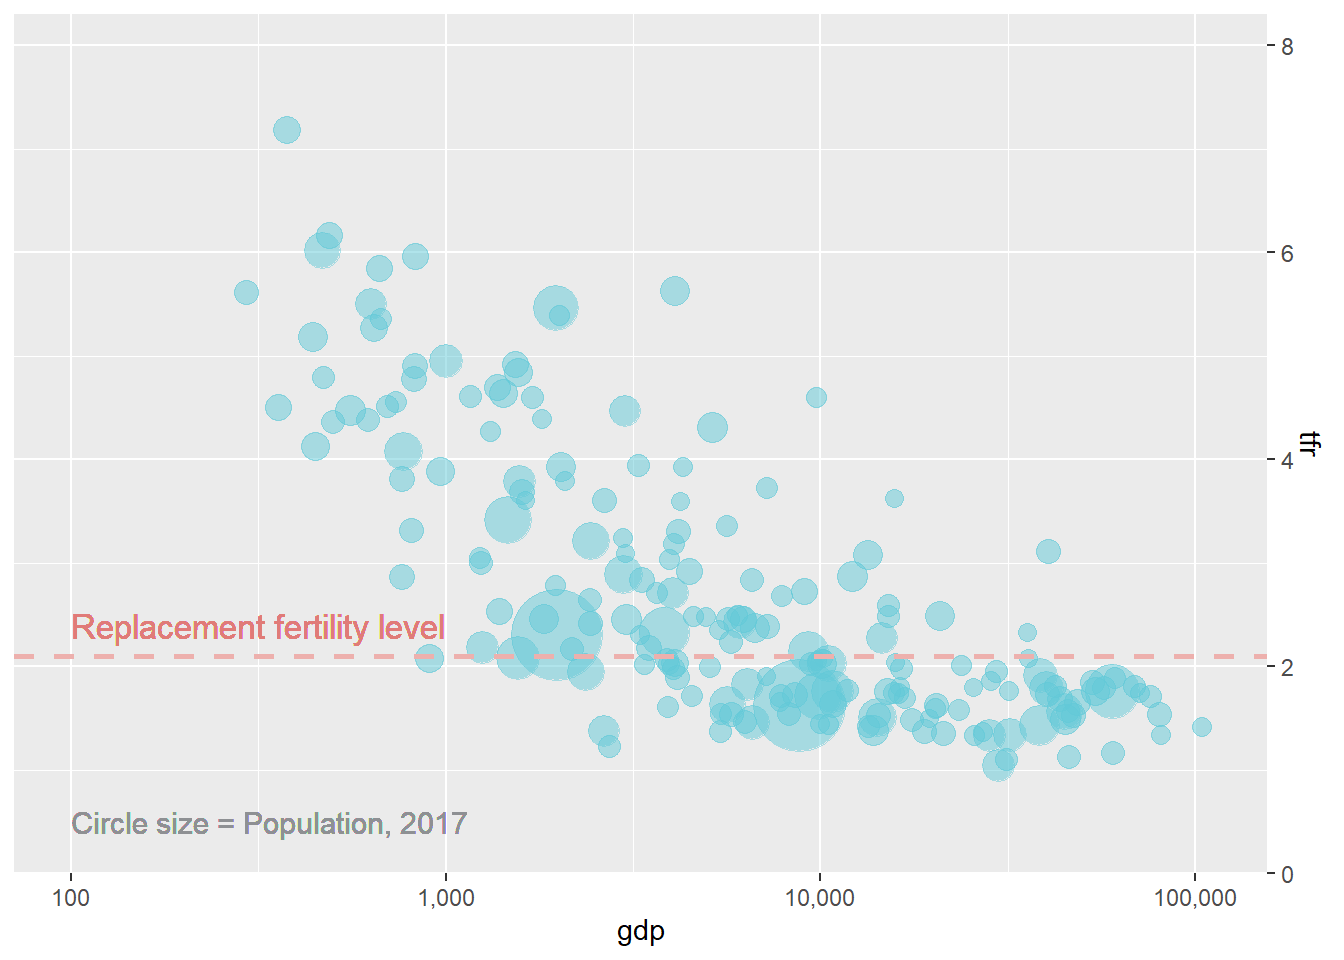 8
6
tfr
4
Replacement fertility level
2
Circle size = Population, 2017
0
100
1,000
10,000
100,000
gdp